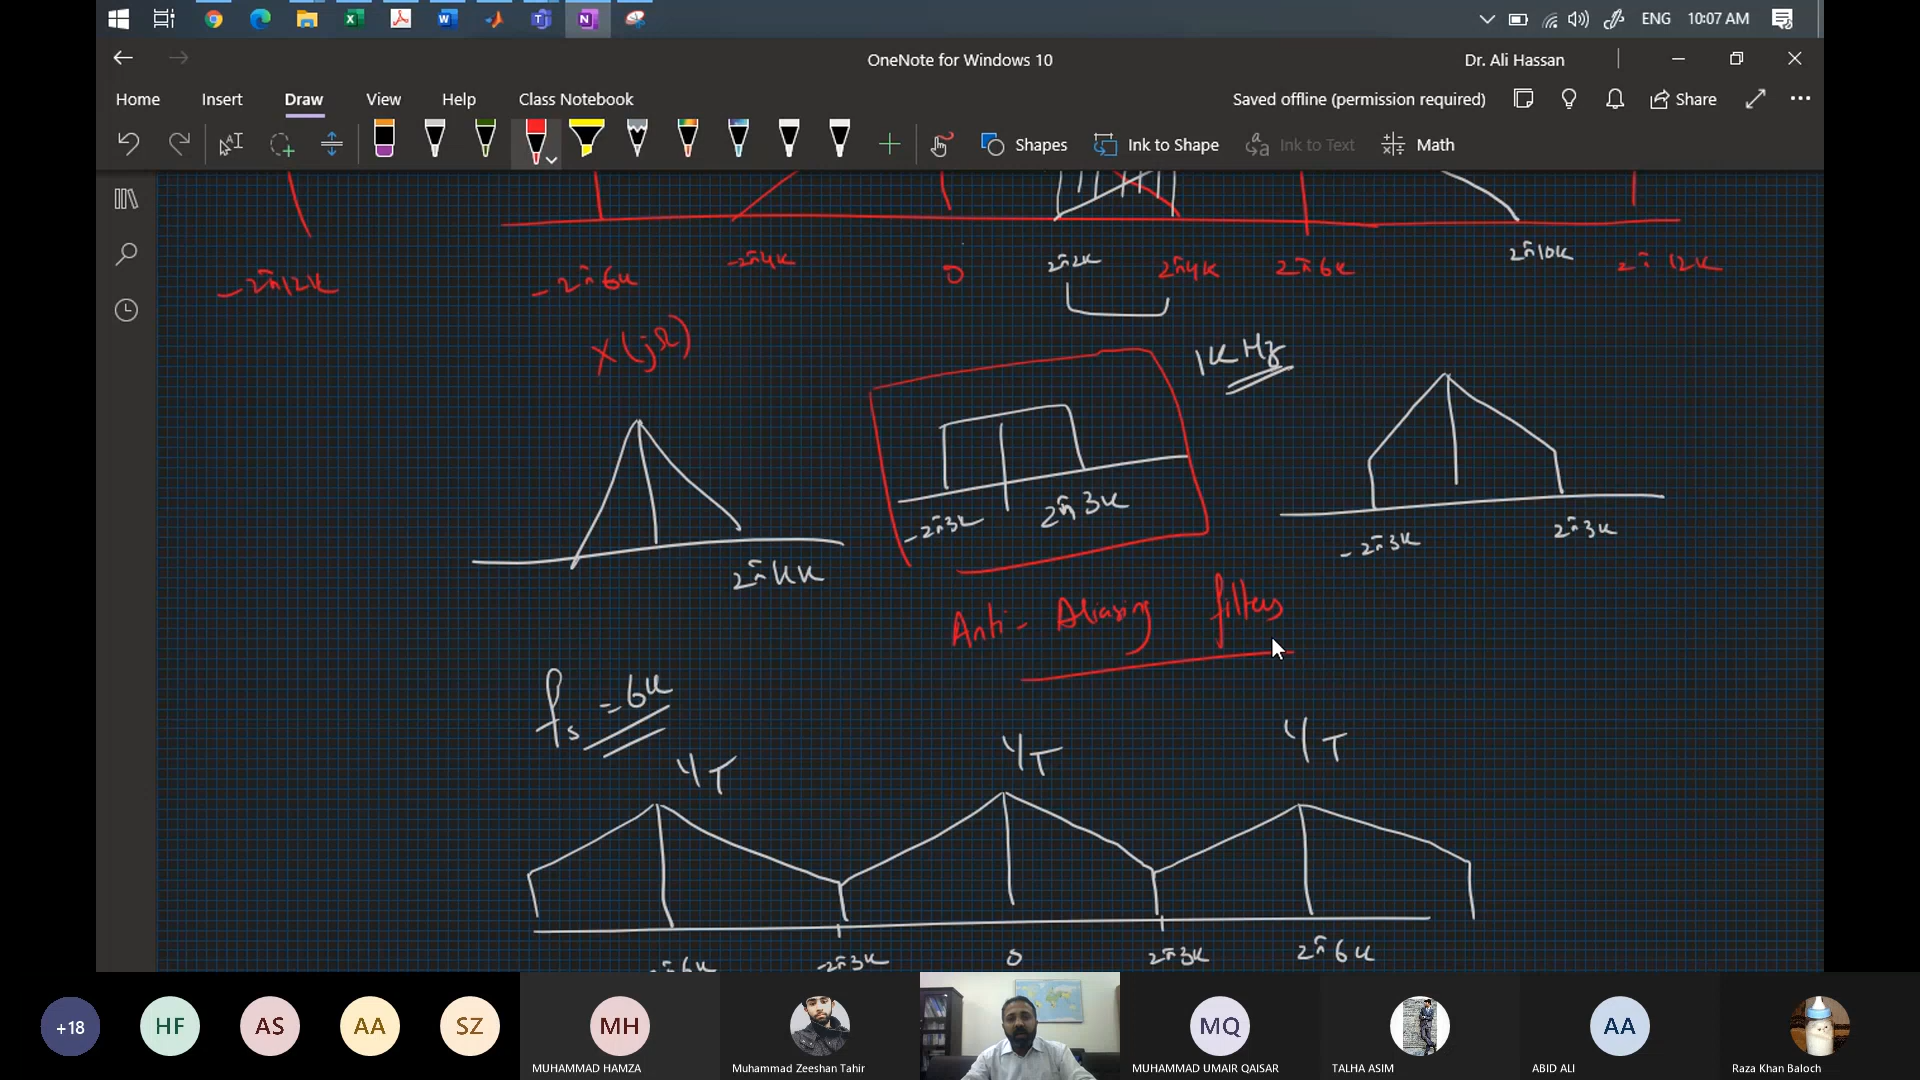 ENG 10:07 AM
OneNote for Windows 10
Dr. Ali Hassan
Home Insert Draw View Help Class Notebook
Saved offline (permission required)
Share
Shapes
Ink to Shape
Ink to Text
Math
-2π12k -2π6k -2π4k 0 2π2k 2π4k 2π6k 2π10k 2π12k
X(jΩ)
1k Hz
-2π3k 2π3k
-2π3k 2π3k
Anti-Aliasing filters
fs = 6k
1/T 1/T 1/T
-2π3k 0 2π3k 2π6k
+18 HF AS AA SZ MH MQ AA
MUHAMMAD HAMZA
Muhammad Zeeshan Tahir
MUHAMMAD UMAIR QAISAR
TALHA ASIM
ABID ALI
Raza Khan Baloch